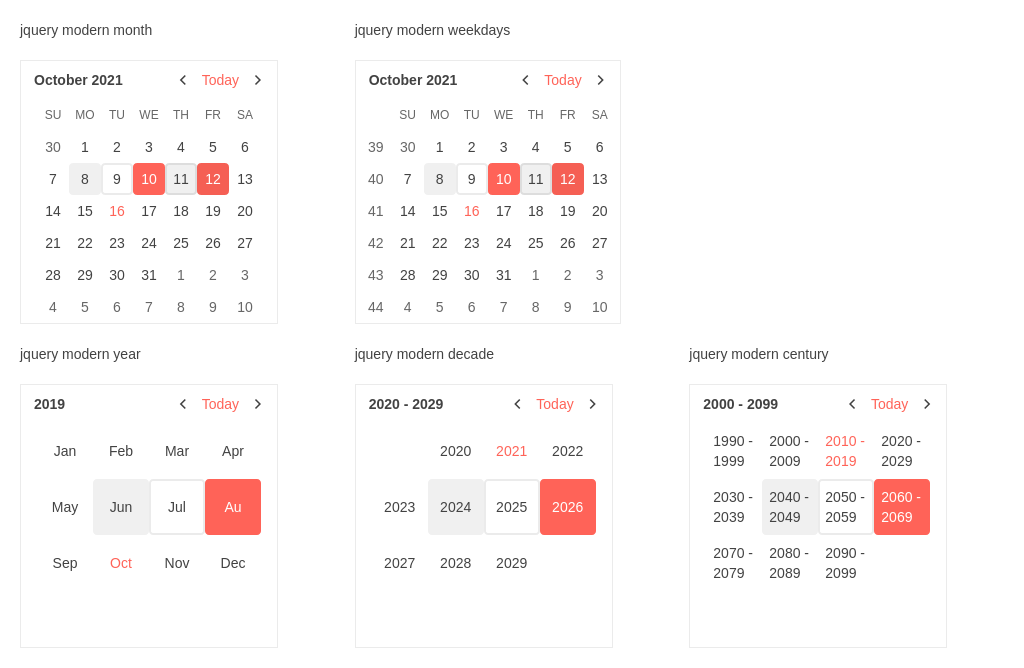 jquery modern month
October 2021 Today
SU MO TU WE TH FR SA
30 1 2 3 4 5 6
7 8 9 10 11 12 13
14 15 16 17 18 19 20
21 22 23 24 25 26 27
28 29 30 31 1 2 3
4 5 6 7 8 9 10
jquery modern weekdays
October 2021 Today
SU MO TU WE TH FR SA
39 30 1 2 3 4 5 6
40 7 8 9 10 11 12 13
41 14 15 16 17 18 19 20
42 21 22 23 24 25 26 27
43 28 29 30 31 1 2 3
44 4 5 6 7 8 9 10
jquery modern year
2019 Today
Jan Feb Mar Apr
May Jun Jul Au
Sep Oct Nov Dec
jquery modern decade
2020 - 2029 Today
2020 2021 2022
2023 2024 2025 2026
2027 2028 2029
jquery modern century
2000 - 2099 Today
1990 - 2000 - 2010 - 2020 -
1999 2009 2019 2029
2030 - 2040 - 2050 - 2060 -
2039 2049 2059 2069
2070 - 2080 - 2090 -
2079 2089 2099